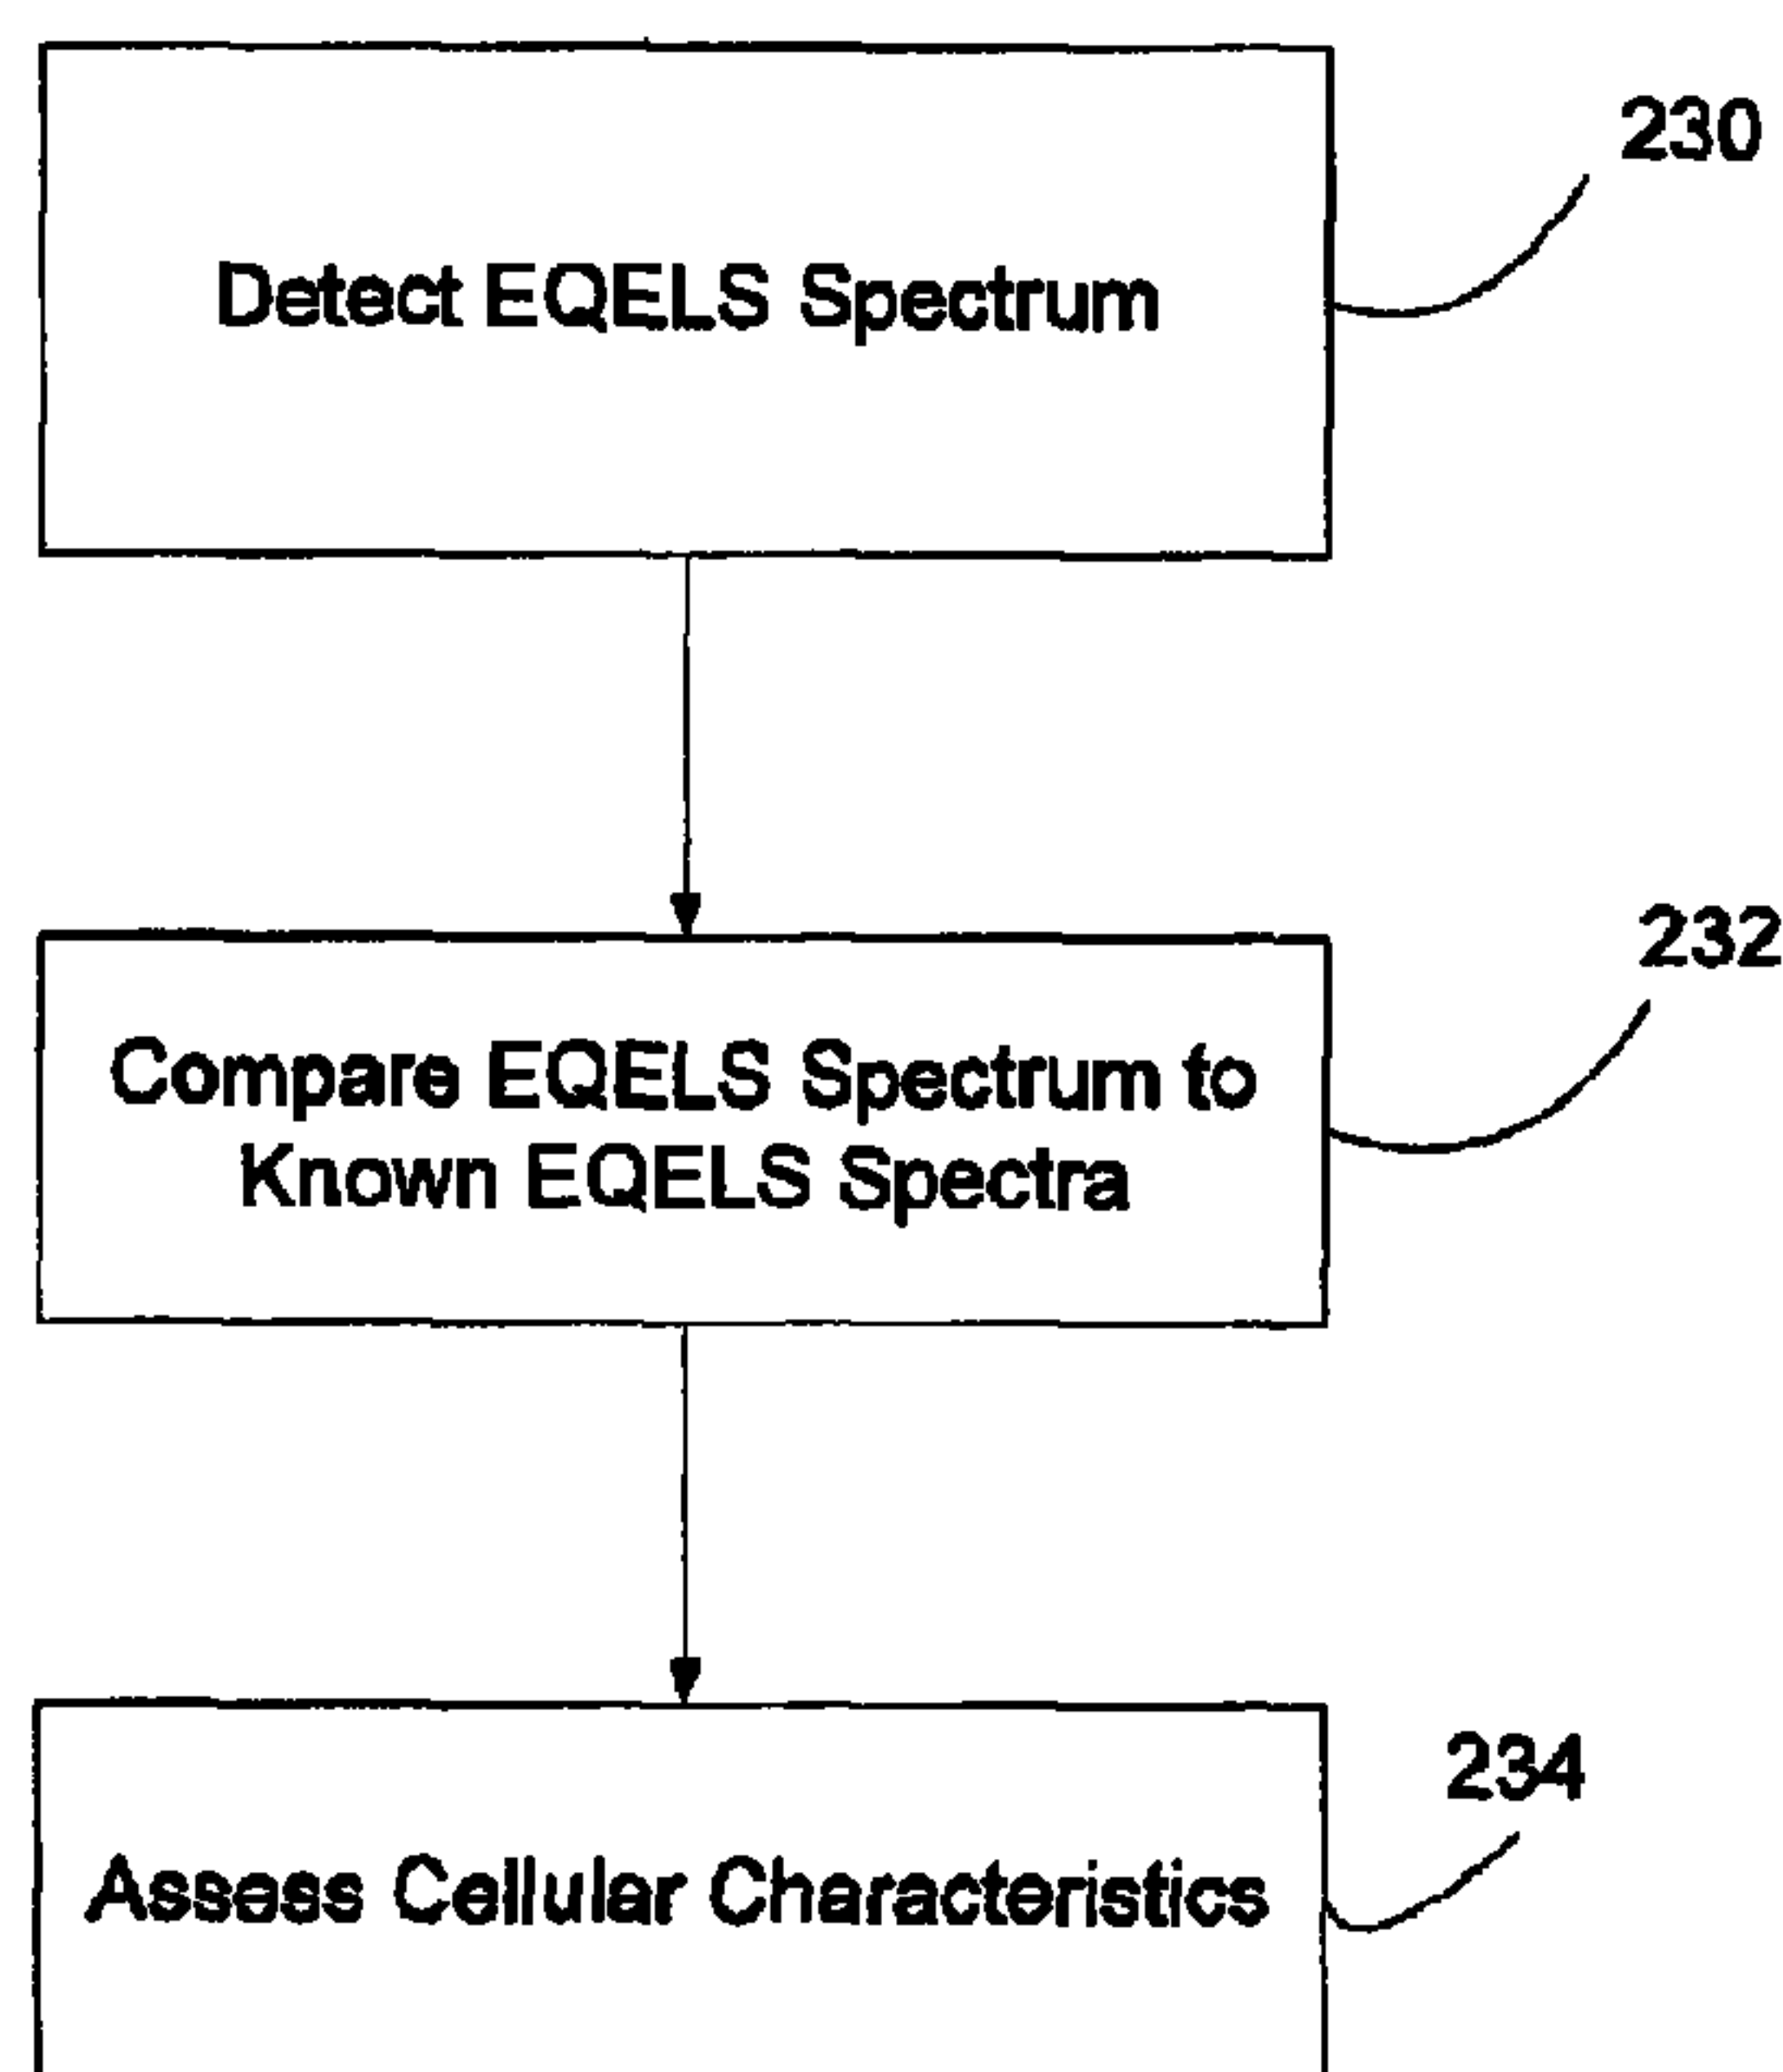 230
Detect EQELS Spectrum
232
Compare EQELS Spectrum to
Known EQELS Spectra
234
Assess Cellular Characteristics